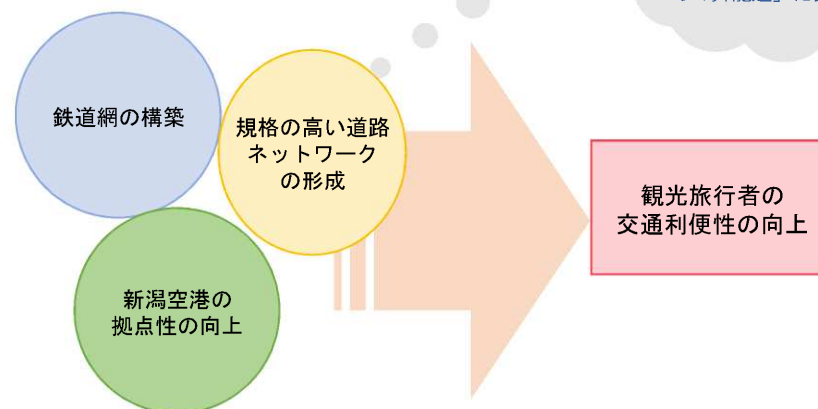 鉄道網の構築
規格の高い道路
ネットワーク
の形成
新潟空港の
拠点性の向上
観光旅行者の
交通利便性の向上